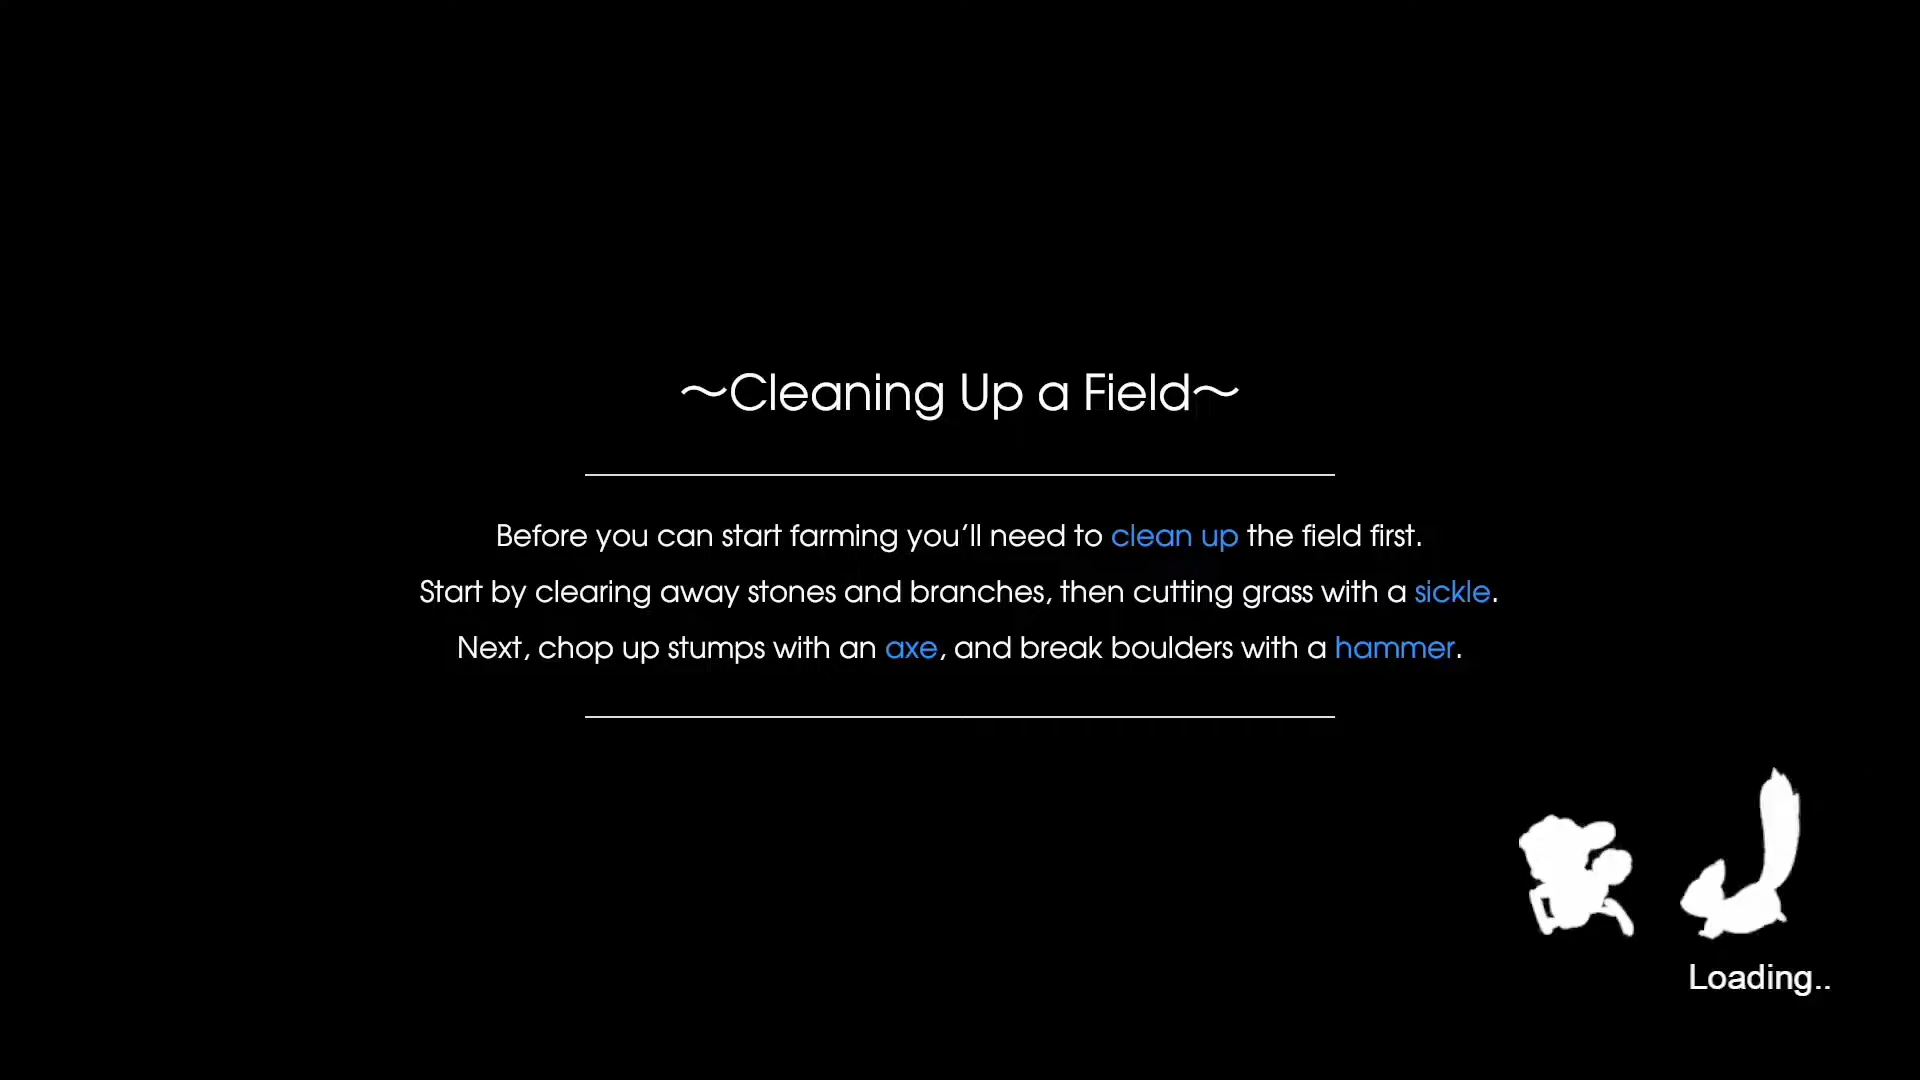 ～Cleaning Up a Field～
Before you can start farming you’ll need to clean up the field first.
Start by clearing away stones and branches, then cutting grass with a sickle.
Next, chop up stumps with an axe, and break boulders with a hammer.
Loading..